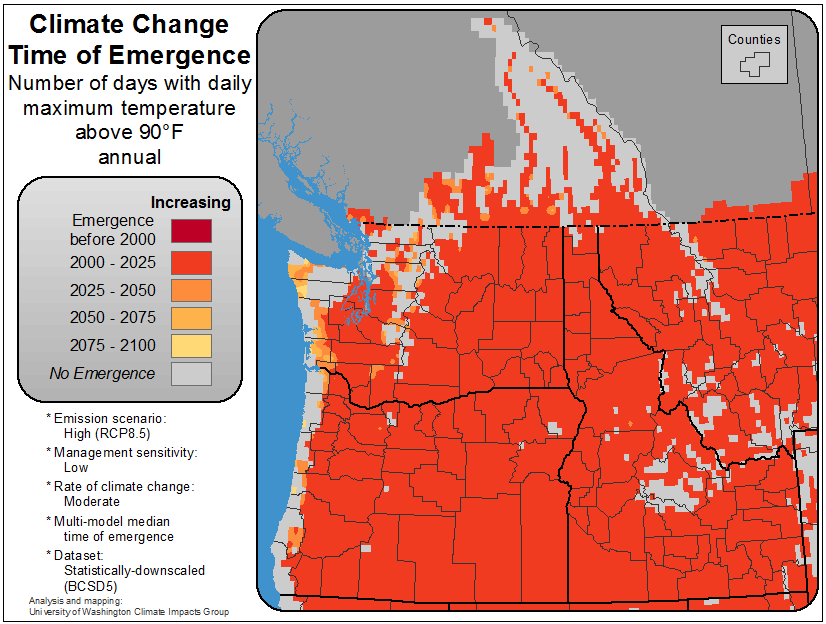 Climate Change
Time of Emergence
Number of days with daily
maximum temperature
above 90°F
annual
Counties
Increasing
Emergence
before 2000
2000 - 2025
2025 - 2050
2050 - 2075
2075 - 2100
No Emergence
* Emission scenario:
High (RCP8.5)
* Management sensitivity:
Low
* Rate of climate change:
Moderate
* Multi-model median
time of emergence
* Dataset:
Statistically-downscaled
(BCSD5)
Analysis and mapping:
University of Washington Climate Impacts Group